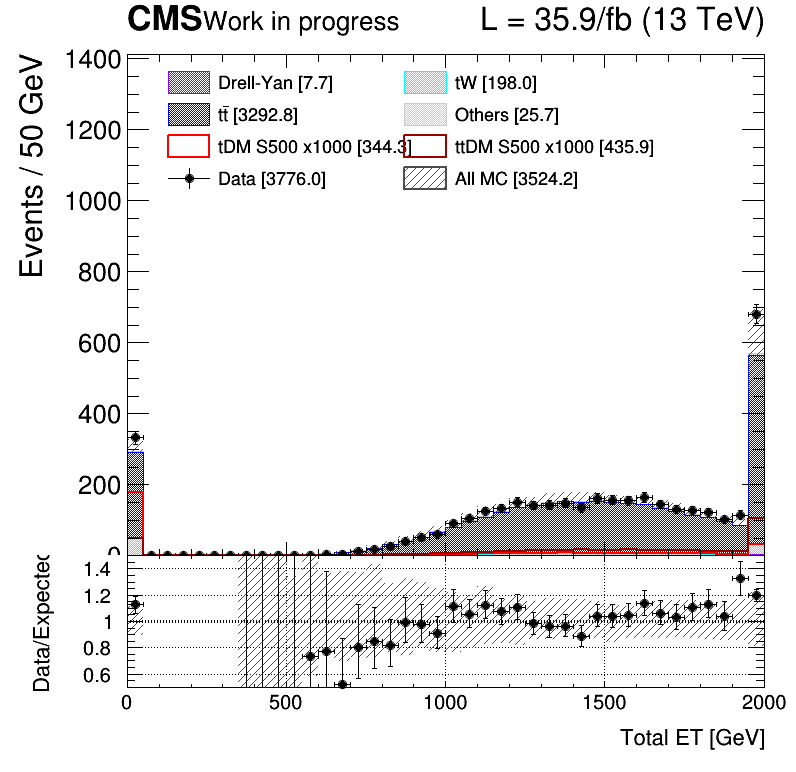 CMS Work in progress L = 35.9/fb (13 TeV)
Events / 50 GeV
1400
1200
1000
800
600
400
200
0
Drell-Yan [7.7] tW [198.0]
tt̄ [3292.8] Others [25.7]
tDM S500 x1000 [344.3] ttDM S500 x1000 [435.9]
Data [3776.0] All MC [3524.2]
Data/Expected
1.4
1.2
1
0.8
0.6
0 500 1000 1500 2000
Total ET [GeV]